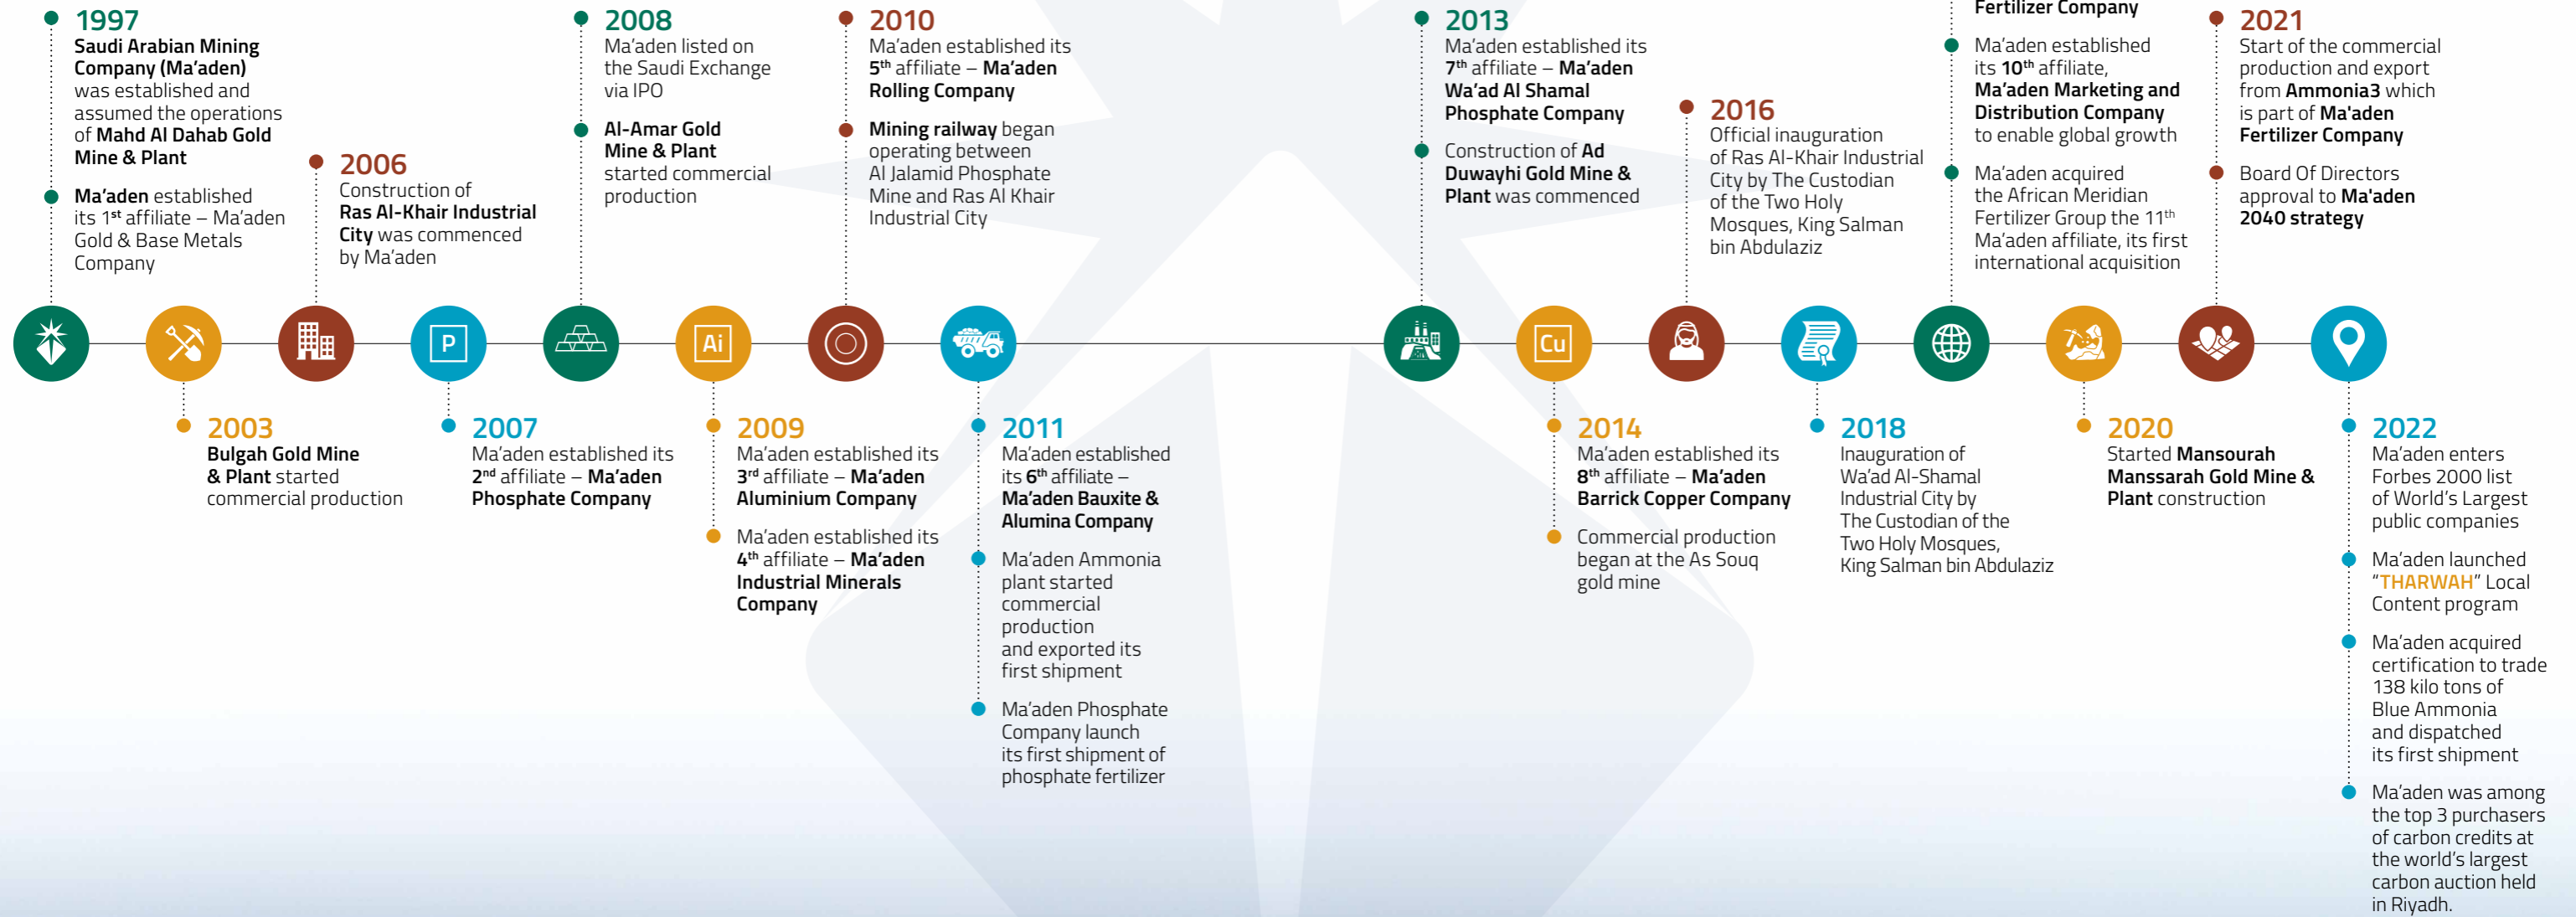 1997
Saudi Arabian Mining
Company (Ma'aden)
was established and
assumed the operations
of Mahd Al Dahab Gold
Mine & Plant
Ma'aden established
its 1st affiliate – Ma'aden
Gold & Base Metals
Company
2003
Bulgah Gold Mine
& Plant started
commercial production
2006
Construction of
Ras Al-Khair Industrial
City was commenced
by Ma'aden
P
2007
Ma'aden established its
2nd affiliate – Ma'aden
Phosphate Company
2008
Ma'aden listed on
the Saudi Exchange
via IPO
Al-Amar Gold
Mine & Plant
started commercial
production
Ai
2009
Ma'aden established its
3rd affiliate – Ma'aden
Aluminium Company
Ma'aden established its
4th affiliate – Ma'aden
Industrial Minerals
Company
2010
Ma'aden established its
5th affiliate – Ma'aden
Rolling Company
Mining railway began
operating between
Al Jalamid Phosphate
Mine and Ras Al Khair
Industrial City
2011
Ma'aden established
its 6th affiliate –
Ma'aden Bauxite &
Alumina Company
Ma'aden Ammonia
plant started
commercial
production
and exported its
first shipment
Ma'aden Phosphate
Company launch
its first shipment of
phosphate fertilizer
2013
Ma'aden established its
7th affiliate – Ma'aden
Wa'ad Al Shamal
Phosphate Company
Construction of Ad
Duwayhi Gold Mine &
Plant was commenced
Cu
2014
Ma'aden established its
8th affiliate – Ma'aden
Barrick Copper Company
Commercial production
began at the As Souq
gold mine
2016
Official inauguration
of Ras Al-Khair Industrial
City by The Custodian
of the Two Holy
Mosques, King Salman
bin Abdulaziz
2018
Inauguration of
Wa'ad Al-Shamal
Industrial City by
The Custodian of the
Two Holy Mosques,
King Salman bin Abdulaziz
Fertilizer Company
Ma'aden established
its 10th affiliate,
Ma'aden Marketing and
Distribution Company
to enable global growth
Ma'aden acquired
the African Meridian
Fertilizer Group the 11th
Ma'aden affiliate, its first
international acquisition
2020
Started Mansourah
Manssarah Gold Mine &
Plant construction
2021
Start of the commercial
production and export
from Ammonia3 which
is part of Ma'aden
Fertilizer Company
Board Of Directors
approval to Ma'aden
2040 strategy
2022
Ma'aden enters
Forbes 2000 list
of World's Largest
public companies
Ma'aden launched
“THARWAH” Local
Content program
Ma'aden acquired
certification to trade
138 kilo tons of
Blue Ammonia
and dispatched
its first shipment
Ma'aden was among
the top 3 purchasers
of carbon credits at
the world's largest
carbon auction held
in Riyadh.